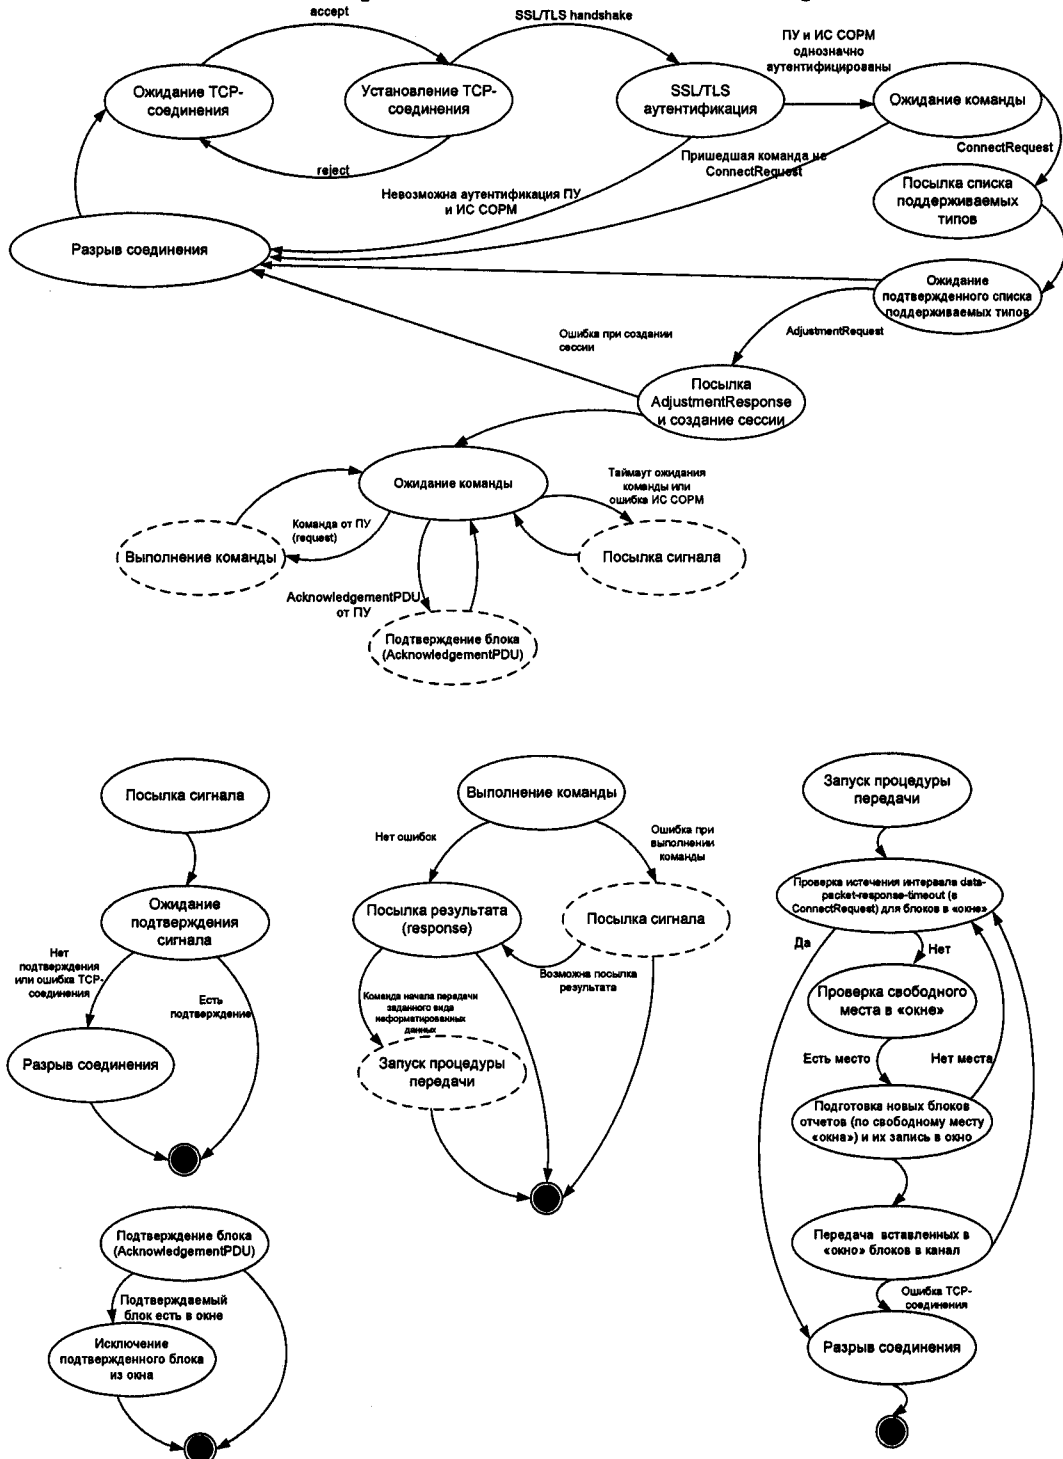 accept
SSL/TLS handshake
ПУ и ИС СОРМ
однозначно
аутентифицированы
Ожидание TCP-
соединения
Установление TCP-
соединения
SSL/TLS
аутентификация
Ожидание команды
ConnectRequest
reject
Пришедшая команда не
ConnectRequest
Невозможна аутентификация ПУ
и ИС СОРМ
Посылка списка
поддерживаемых
типов
Разрыв соединения
Ожидание
подтвержденного списка
поддерживаемых типов
AdjustmentRequest
Ошибка при создании
сессии
Посылка
AdjustmentResponse
и создание сессии
Ожидание команды
Таймаут ожидания
команды или
ошибка ИС СОРМ
Команда от ПУ
(request)
Выполнение команды
Посылка сигнала
AcknowledgementPDU
от ПУ
Подтверждение блока
(AcknowledgementPDU)
Посылка сигнала
Ожидание
подтверждения
сигнала
Нет
подтверждения
или ошибка TCP-
соединения
Есть
подтверждение
Разрыв соединения
Подтверждение блока
(AcknowledgementPDU)
Подтверждаемый
блок есть в окне
Исключение
подтвержденного блока
из окна
Выполнение команды
Нет ошибок
Ошибка при
выполнении
команды
Посылка результата
(response)
Посылка сигнала
Возможна посылка
результата
Команда начала передачи
заданного вида
неформатированных
данных
Запуск процедуры
передачи
Запуск процедуры
передачи
Проверка истечения интервала data-
packet-response-timeout (в
ConnectRequest) для блоков в «окне»
Да
Нет
Проверка свободного
места в «окне»
Есть место
Нет места
Подготовка новых блоков
отчетов (по свободному месту
«окна») и их запись в окно
Передача вставленных в
«окно» блоков в канал
Ошибка TCP-
соединения
Разрыв соединения